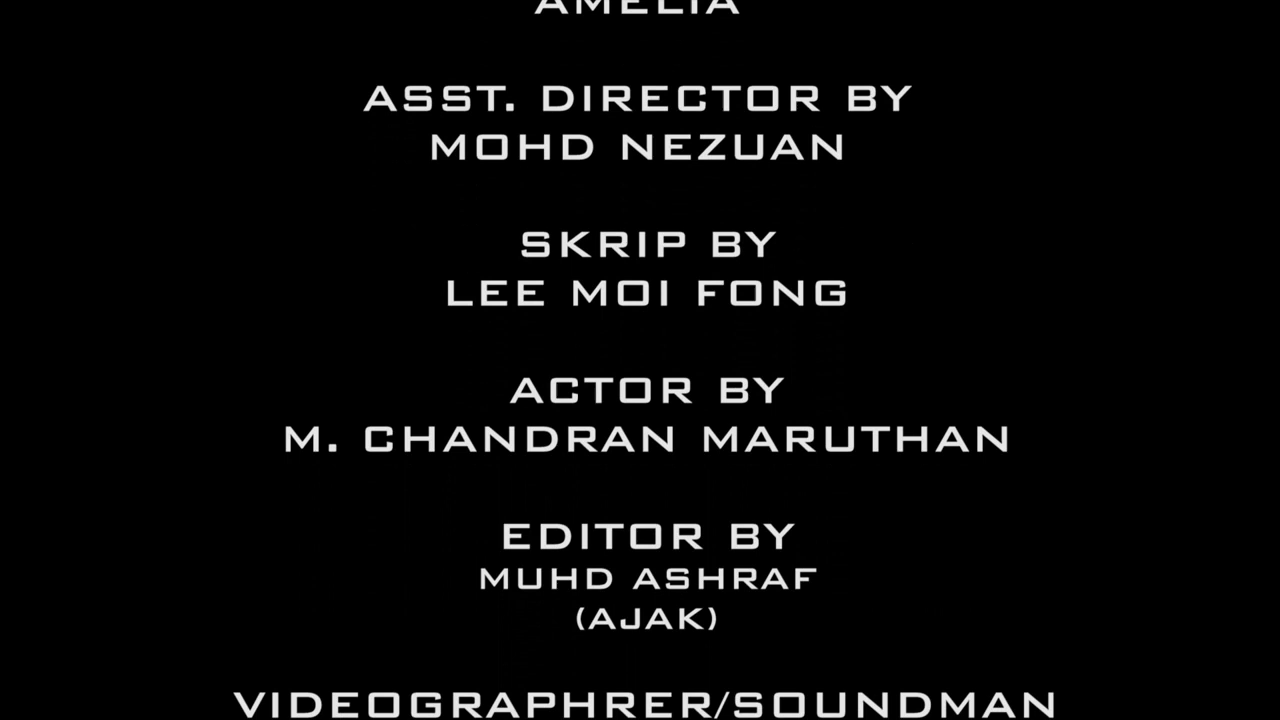 AMELIA
ASST. DIRECTOR BY
MOHD NEZUAN
SKRIP BY
LEE MOI FONG
ACTOR BY
M. CHANDRAN MARUTHAN
EDITOR BY
MUHD ASHRAF
(AJAK)
VIDEOGRAPHRER/SOUNDMAN